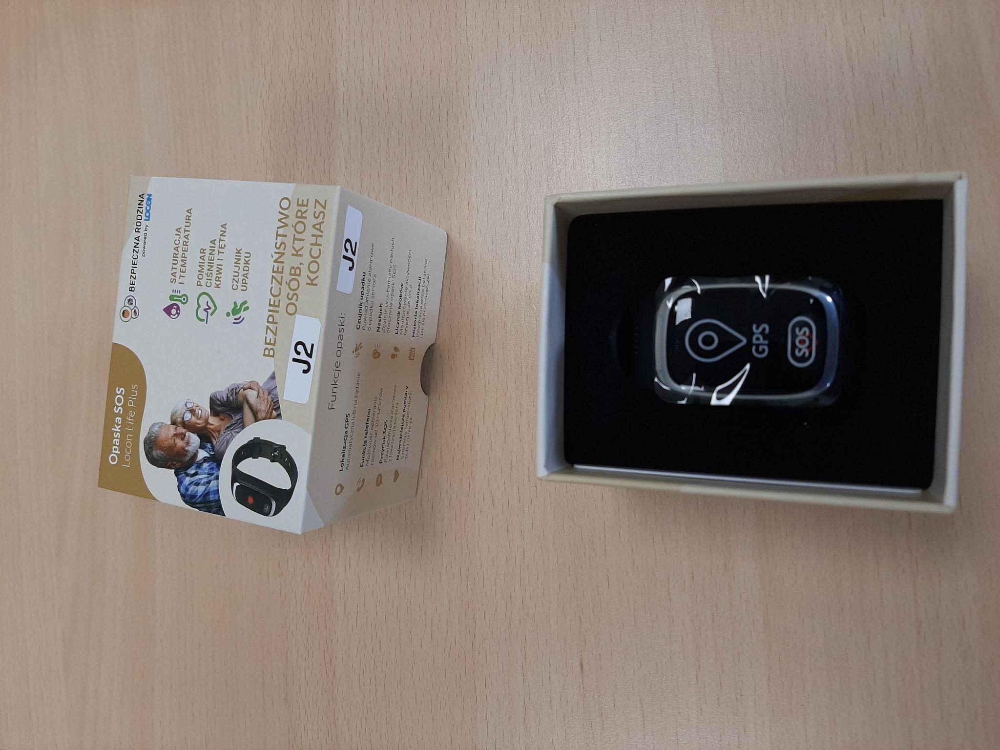 Opaska SOS
Locon Life Plus
BEZPIECZNA RODZINA
powered by LOCON
SATURACJA
I TEMPERATURA
POMIAR
CIŚNIENIA
KRWI I TĘTNA
CZUJNIK
UPADKU
BEZPIECZEŃSTWO
OSÓB, KTÓRE
KOCHASZ
J2
Funkcje opaski:
J2
Lokalizacja GPS
Automatyczna lub na żądanie
Funkcja telefonu
Możliwość odbierania
rozmów od 10 numerów
Przycisk SOS
Powiadomienia alarmowe
z lokalizacją seniora
Najważniejsze pomiary
Saturacja, temperatura,
puls i ciśnienie
Czujnik upadku
Powiadomienie alarmowe
o upadku seniora
Nasłuch
Zdalnie uruchamiany nasłuch
otoczenia opaski SOS
Licznik kroków
Monitorowanie aktywności
fizycznej seniora
Historia lokalizacji
Informacja gdzie był senior
i jak się przemieszczał
GPS
SOS